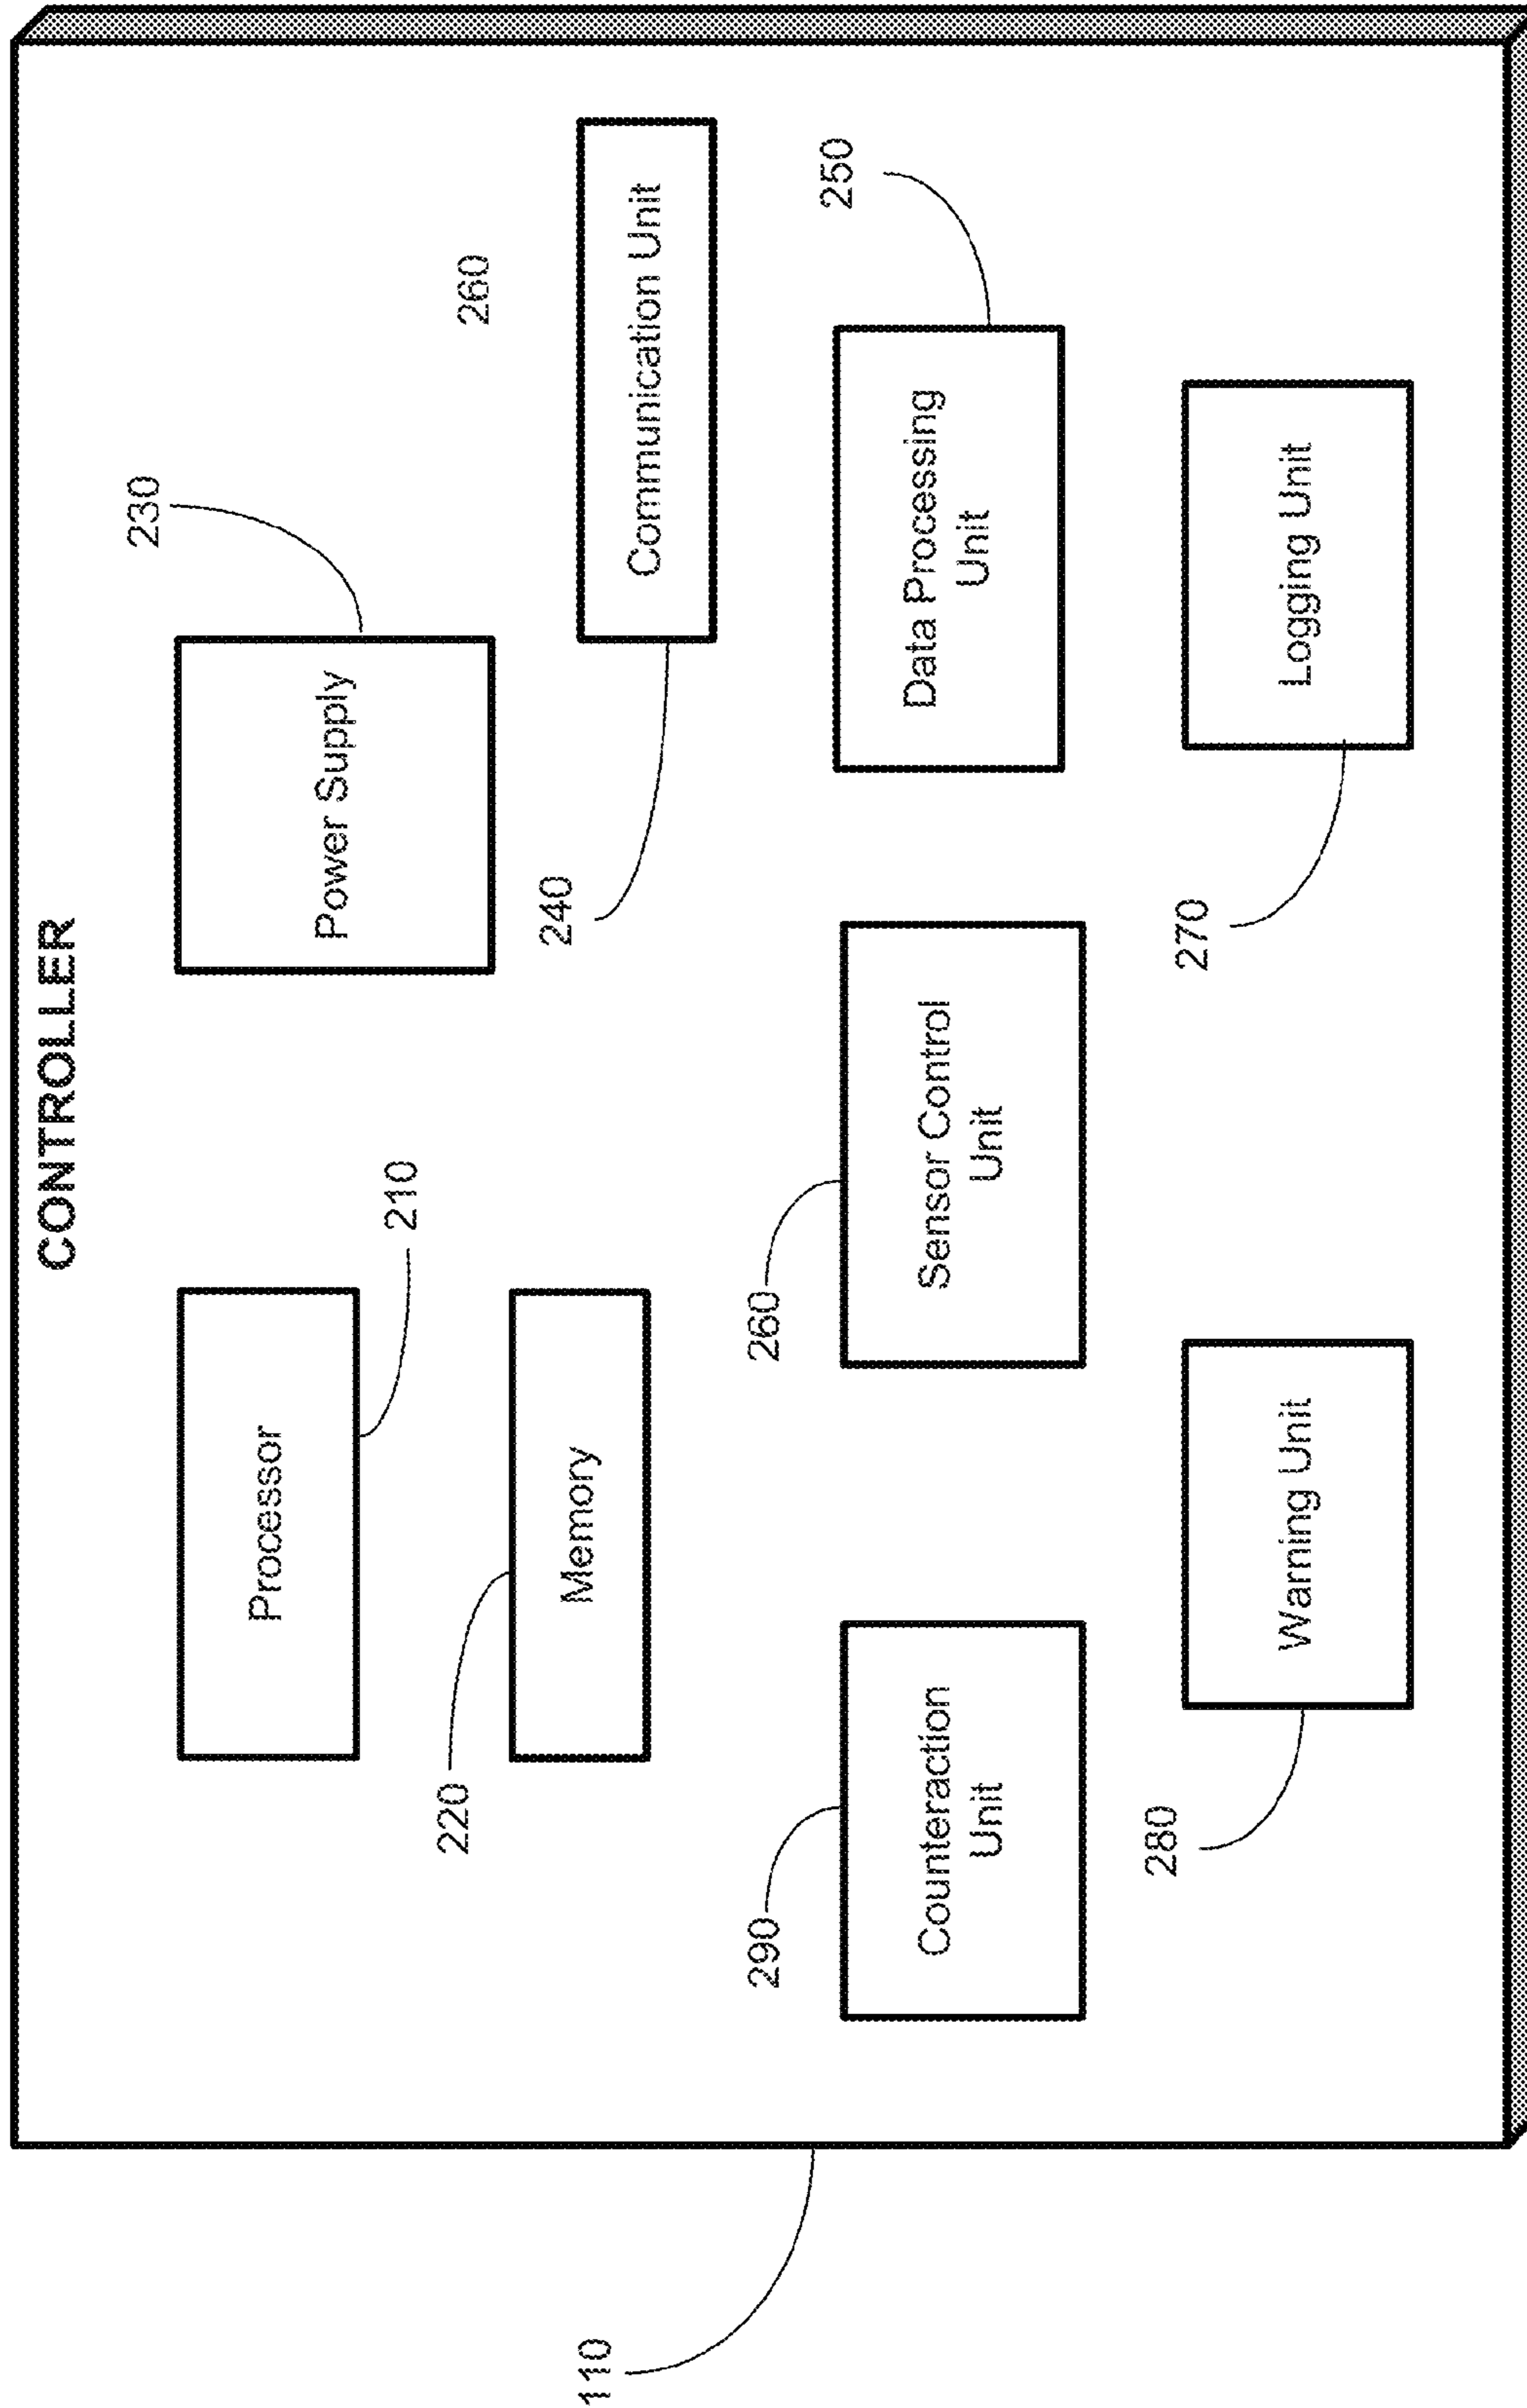 CONTROLLER
230
Processor
Power Supply
210
220
260
240
Memory
Communication Unit
290
260
250
Counteraction
Unit
Sensor Control
Unit
Data Processing
Unit
280
270
Warning Unit
Logging Unit
110